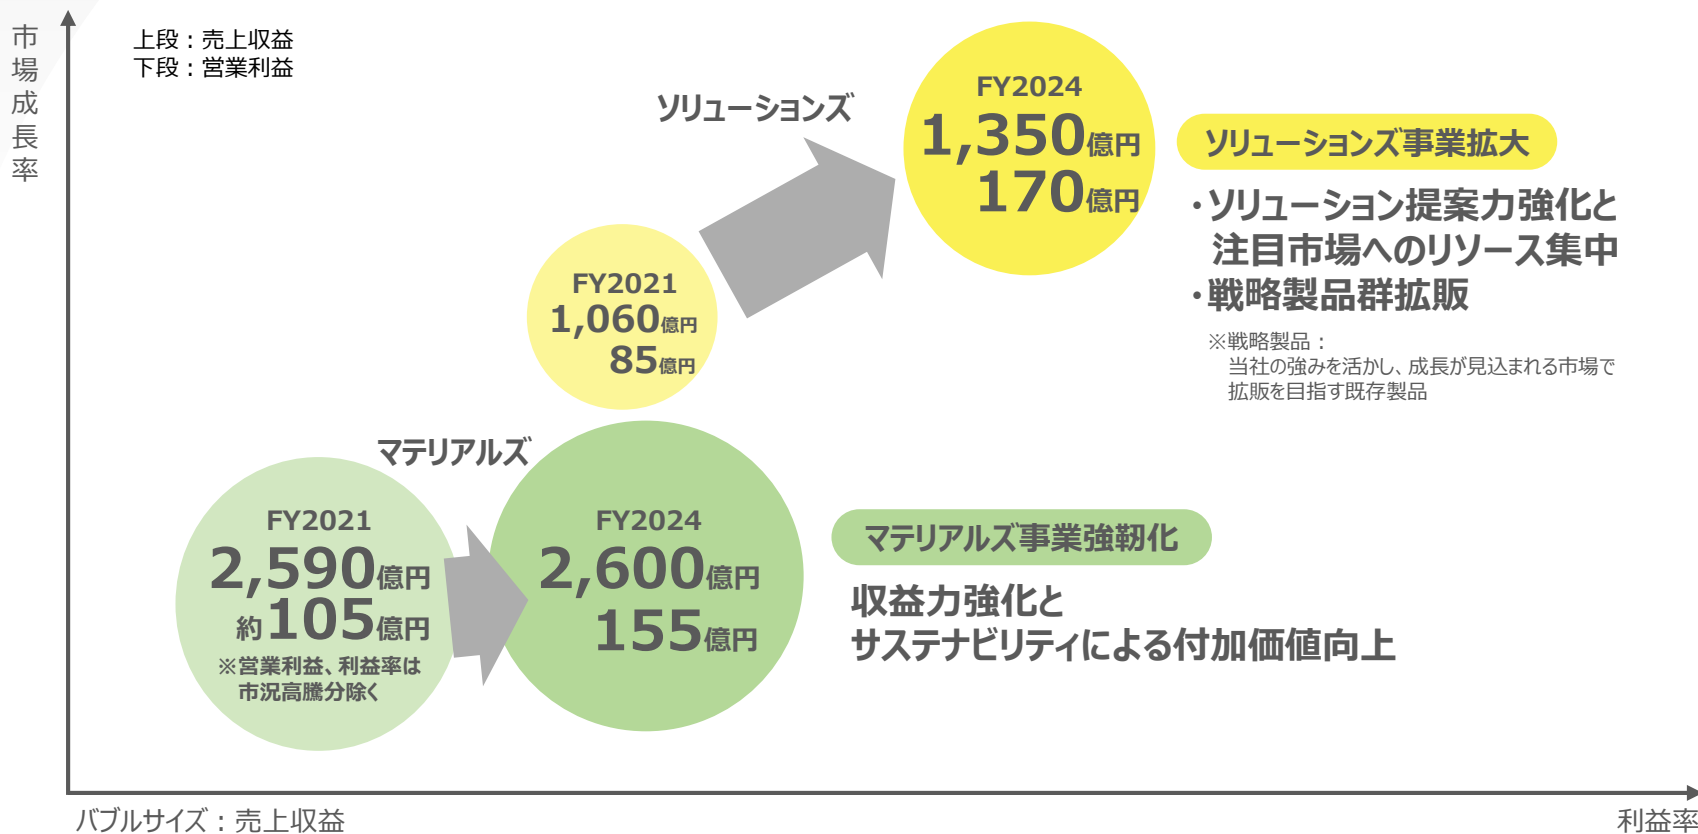 市場成長率
上段：売上収益
下段：営業利益
ソリューションズ
FY2024
1,350億円
170億円
ソリューションズ事業拡大
・ソリューション提案力強化と
注目市場へのリソース集中
・戦略製品群拡販
※戦略製品：
当社の強みを活かし、成長が見込まれる市場で
拡販を目指す既存製品
FY2021
1,060億円
85億円
マテリアルズ
FY2021
2,590億円
約105億円
※営業利益、利益率は
市況高騰分除く
FY2024
2,600億円
155億円
マテリアルズ事業強靭化
収益力強化と
サステナビリティによる付加価値向上
バブルサイズ：売上収益
利益率